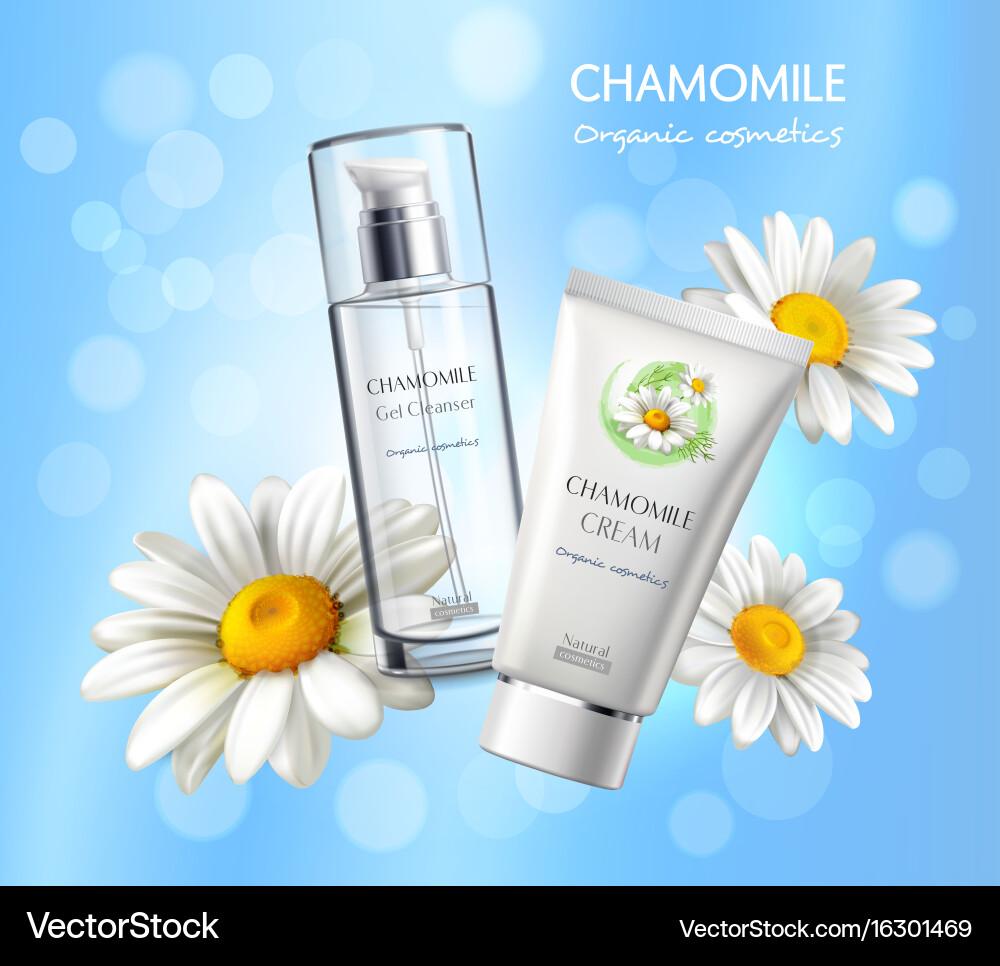 CHAMOMILE
Organic cosmetics
CHAMOMILE
Gel Cleanser
Organic cosmetics
Natural
cosmetics
CHAMOMILE
CREAM
Organic cosmetics
Natural
cosmetics
VectorStock®
VectorStock.com/16301469